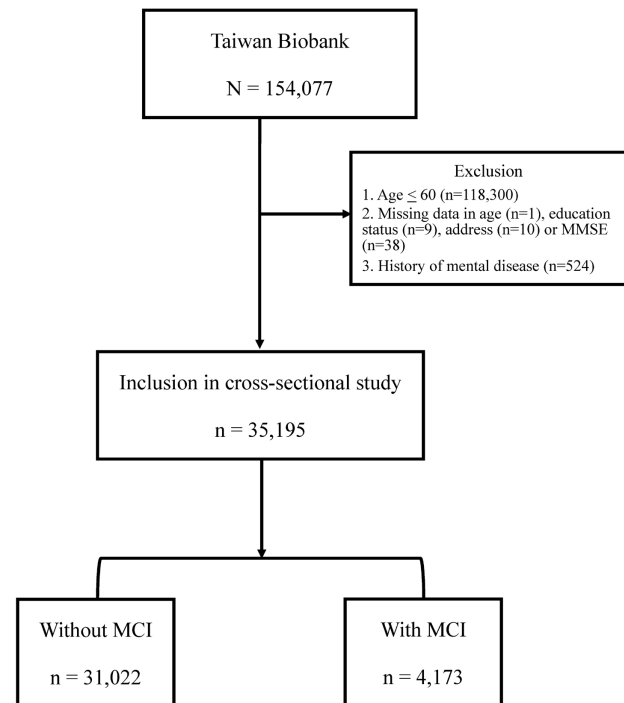 Taiwan Biobank
N = 154,077
Exclusion
1. Age ≤ 60 (n=118,300)
2. Missing data in age (n=1), education
status (n=9), address (n=10) or MMSE
(n=38)
3. History of mental disease (n=524)
Inclusion in cross-sectional study
n = 35,195
Without MCI
n = 31,022
With MCI
n = 4,173